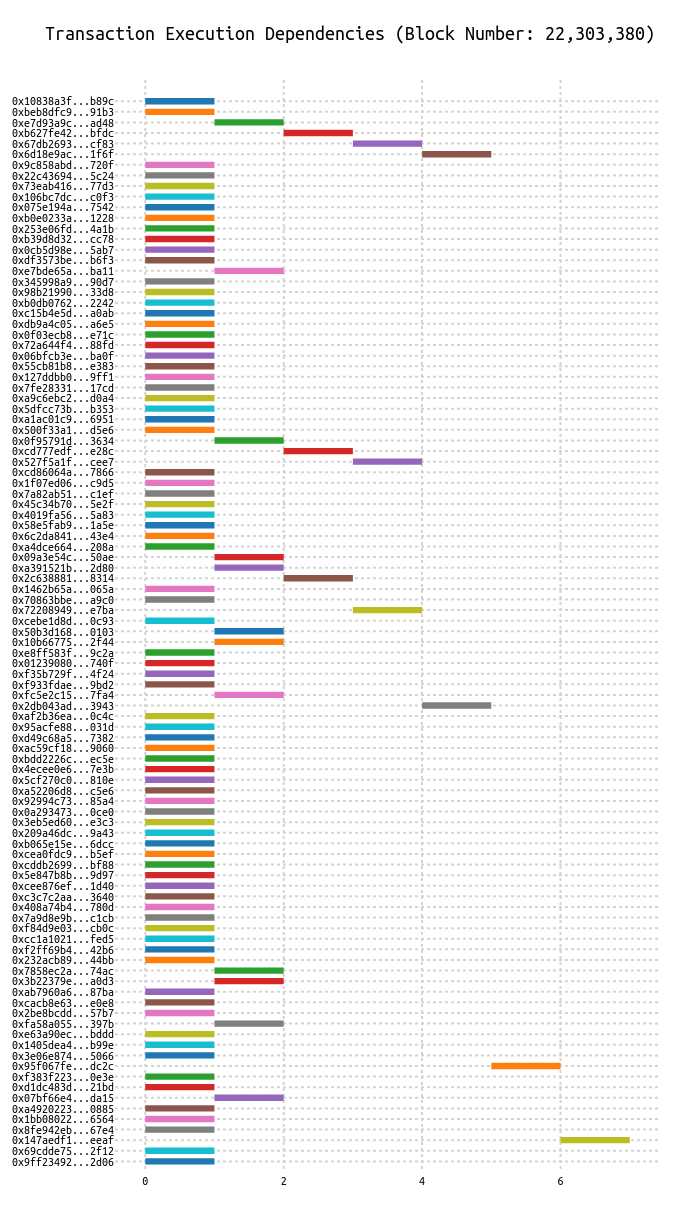 Transaction Execution Dependencies (Block Number: 22,303,380)
0x10838a3f...b89c
0xbeb8dfc9...91b3
0xe7d93a9c...ad48
0xb627fe42...bfdc
0x67db2693...cf83
0x6d18e9ac...1f6f
0x9c858abd...720f
0x22c43694...5c24
0x73eab416...77d3
0x106bc7dc...c0f3
0x075e194a...7542
0xb0e0233a...1228
0x253e06fd...4a1b
0xb39d8d32...cc78
0x0cb5d98e...5ab7
0xdf3573be...b6f3
0xe7bde65a...ba11
0x345998a9...90d7
0x98b21990...33d8
0xb0db0762...2242
0xc15b4e5d...a0ab
0xdb9a4c05...a6e5
0x0f03ecb8...e71c
0x72a644f4...88fd
0x06bfcb3e...ba0f
0x55cb81b8...e383
0x127ddbb0...9ff1
0x7fe28331...17cd
0xa9c6ebc2...d0a4
0x5dfcc73b...b353
0xa1ac01c9...6951
0x500f33a1...d5e6
0x0f95791d...3634
0xcd777edf...e28c
0x527f5a1f...cee7
0xcd86064a...7866
0x1f07ed06...c9d5
0x7a82ab51...c1ef
0x45c34b70...5e2f
0x4019fa56...5a83
0x58e5fab9...1a5e
0x6c2da841...43e4
0xa4dce664...208a
0x09a3e54c...50ae
0xa391521b...2d80
0x2c638881...8314
0x1462b65a...065a
0x70863bbe...a9c0
0x72208949...e7ba
0xcebe1d8d...0c93
0x50b3d168...0103
0x10b66775...2f44
0xe8ff583f...9c2a
0x01239080...740f
0xf35b729f...4f24
0xf933fdae...9bd2
0xfc5e2c15...7fa4
0x2db043ad...3943
0xaf2b36ea...0c4c
0x95acfe88...031d
0xd49c68a5...7382
0xac59cf18...9060
0xbdd2226c...ec5e
0x4ecee0e6...7e3b
0x5cf270c0...810e
0xa52206d8...c5e6
0x92994c73...85a4
0x0a293473...0ce0
0x3eb5ed60...e3c3
0x209a46dc...9a43
0xb065e15e...6dcc
0xcea0fdc9...b5ef
0xcddb2699...bf88
0x5e847b8b...9d97
0xcee876ef...1d40
0xc3c7c2aa...3640
0x408a74b4...780d
0x7a9d8e9b...c1cb
0xf84d9e03...cb0c
0xcc1a1021...fed5
0xf2ff69b4...42b6
0x232acb89...44bb
0x7858ec2a...74ac
0x3b22379e...a0d3
0xab7960a6...87ba
0xcacb8e63...e0e8
0x2be8bcdd...57b7
0xfa58a055...397b
0xe63a90ec...bddd
0x1405dea4...b99e
0x3e06e874...5066
0x95f067fe...dc2c
0xf383f223...0e3e
0xd1dc483d...21bd
0x07bf66e4...da15
0xa4920223...0885
0x1bb08022...6564
0x8fe942eb...67e4
0x147aedf1...eeaf
0x69cdde75...2f12
0x9ff23492...2d06
0 2 4 6